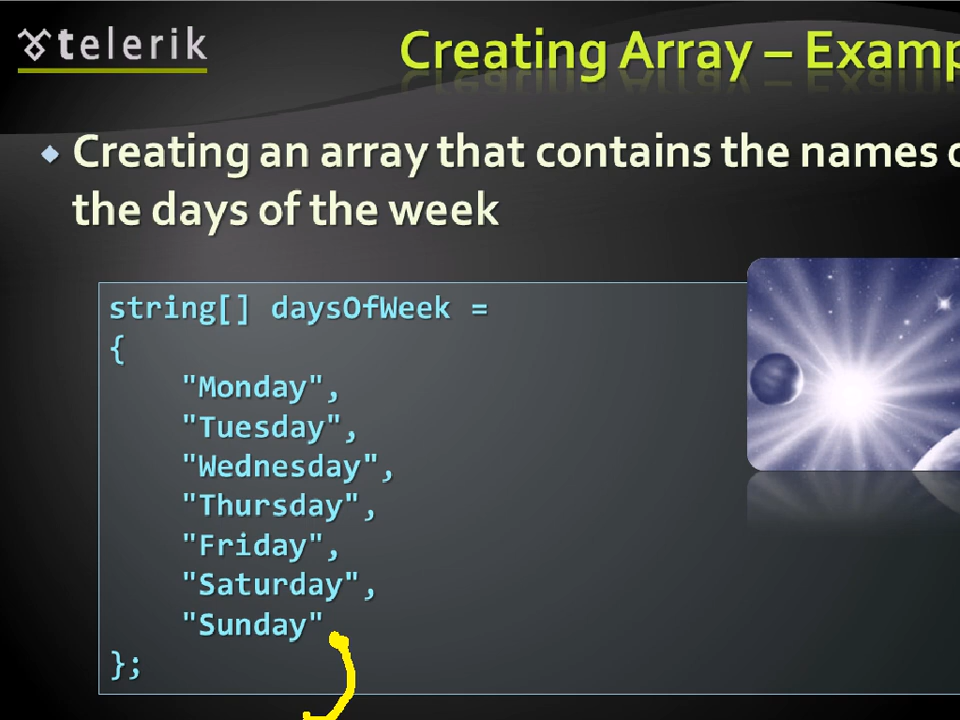 telerik
Creating Array – Examp
Creating an array that contains the names
the days of the week
string[] daysOfWeek =
{
"Monday",
"Tuesday",
"Wednesday",
"Thursday",
"Friday",
"Saturday",
"Sunday"
};